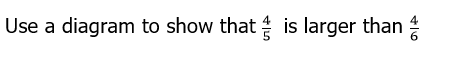 Use a diagram to show that 4/5 is larger than 4/6